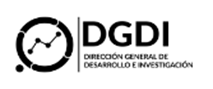 DGDI
DIRECCIÓN GENERAL DE
DESARROLLO E INVESTIGACIÓN